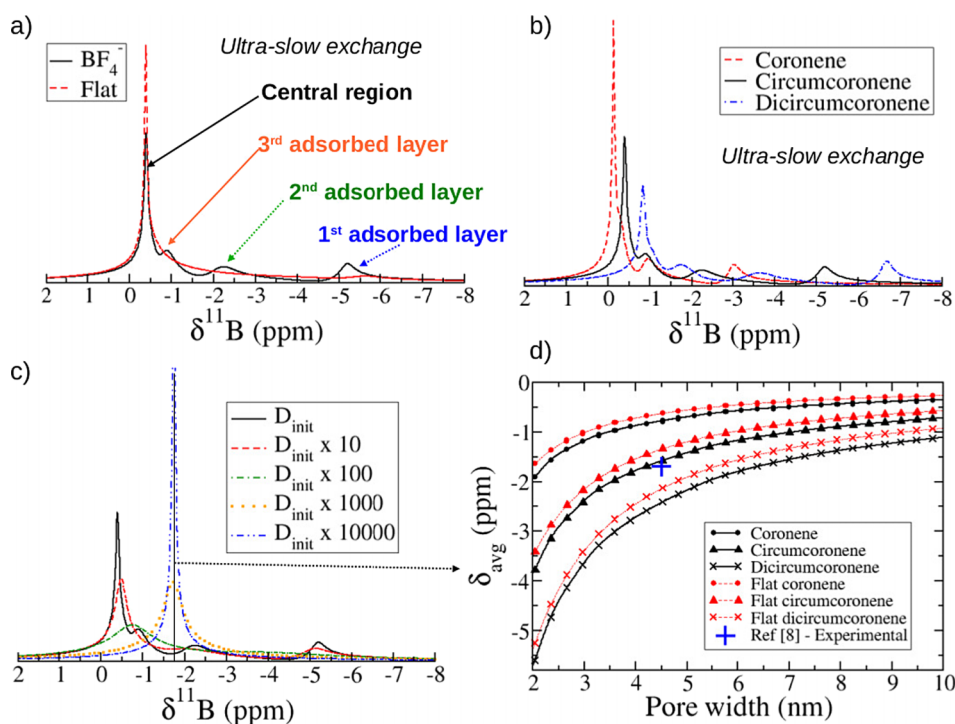 a)
Ultra-slow exchange
BF4-
Flat
Central region
3rd adsorbed layer
2nd adsorbed layer
1st adsorbed layer
2 1 0 -1 -2 -3 -4 -5 -6 -7 -8
δ11B (ppm)
b)
Coronene
Circumcoronene
Dicircumcoronene
Ultra-slow exchange
2 1 0 -1 -2 -3 -4 -5 -6 -7 -8
δ11B (ppm)
c)
Dinit
Dinit x 10
Dinit x 100
Dinit x 1000
Dinit x 10000
2 1 0 -1 -2 -3 -4 -5 -6 -7 -8
δ11B (ppm)
d)
0
-1
-2
-3
-4
-5
δavg (ppm)
Coronene
Circumcoronene
Dicircumcoronene
Flat coronene
Flat circumcoronene
Flat dicircumcoronene
Ref [8] - Experimental
2 3 4 5 6 7 8 9 10
Pore width (nm)